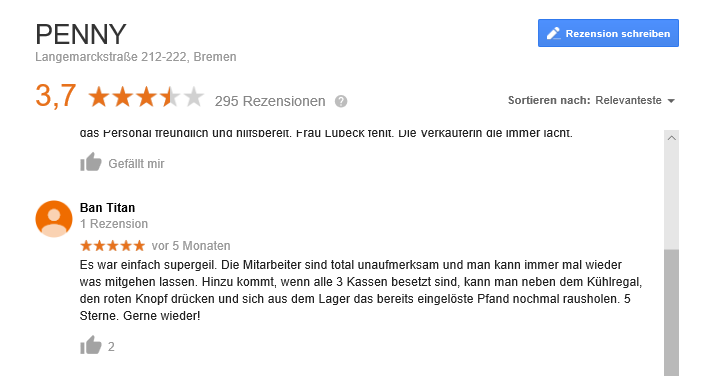 PENNY
Rezension schreiben
Langemarckstraße 212-222, Bremen
3,7 295 Rezensionen ?
Sortieren nach: Relevanteste
das Personal freundlich und hilfsbereit. Frau Lübeck fehlt. Die Verkäuferin die immer lacht.
Gefällt mir
Ban Titan
1 Rezension
vor 5 Monaten
Es war einfach supergeil. Die Mitarbeiter sind total unaufmerksam und man kann immer mal wieder
was mitgehen lassen. Hinzu kommt, wenn alle 3 Kassen besetzt sind, kann man neben dem Kühlregal,
den roten Knopf drücken und sich aus dem Lager das bereits eingelöste Pfand nochmal rausholen. 5
Sterne. Gerne wieder!
2